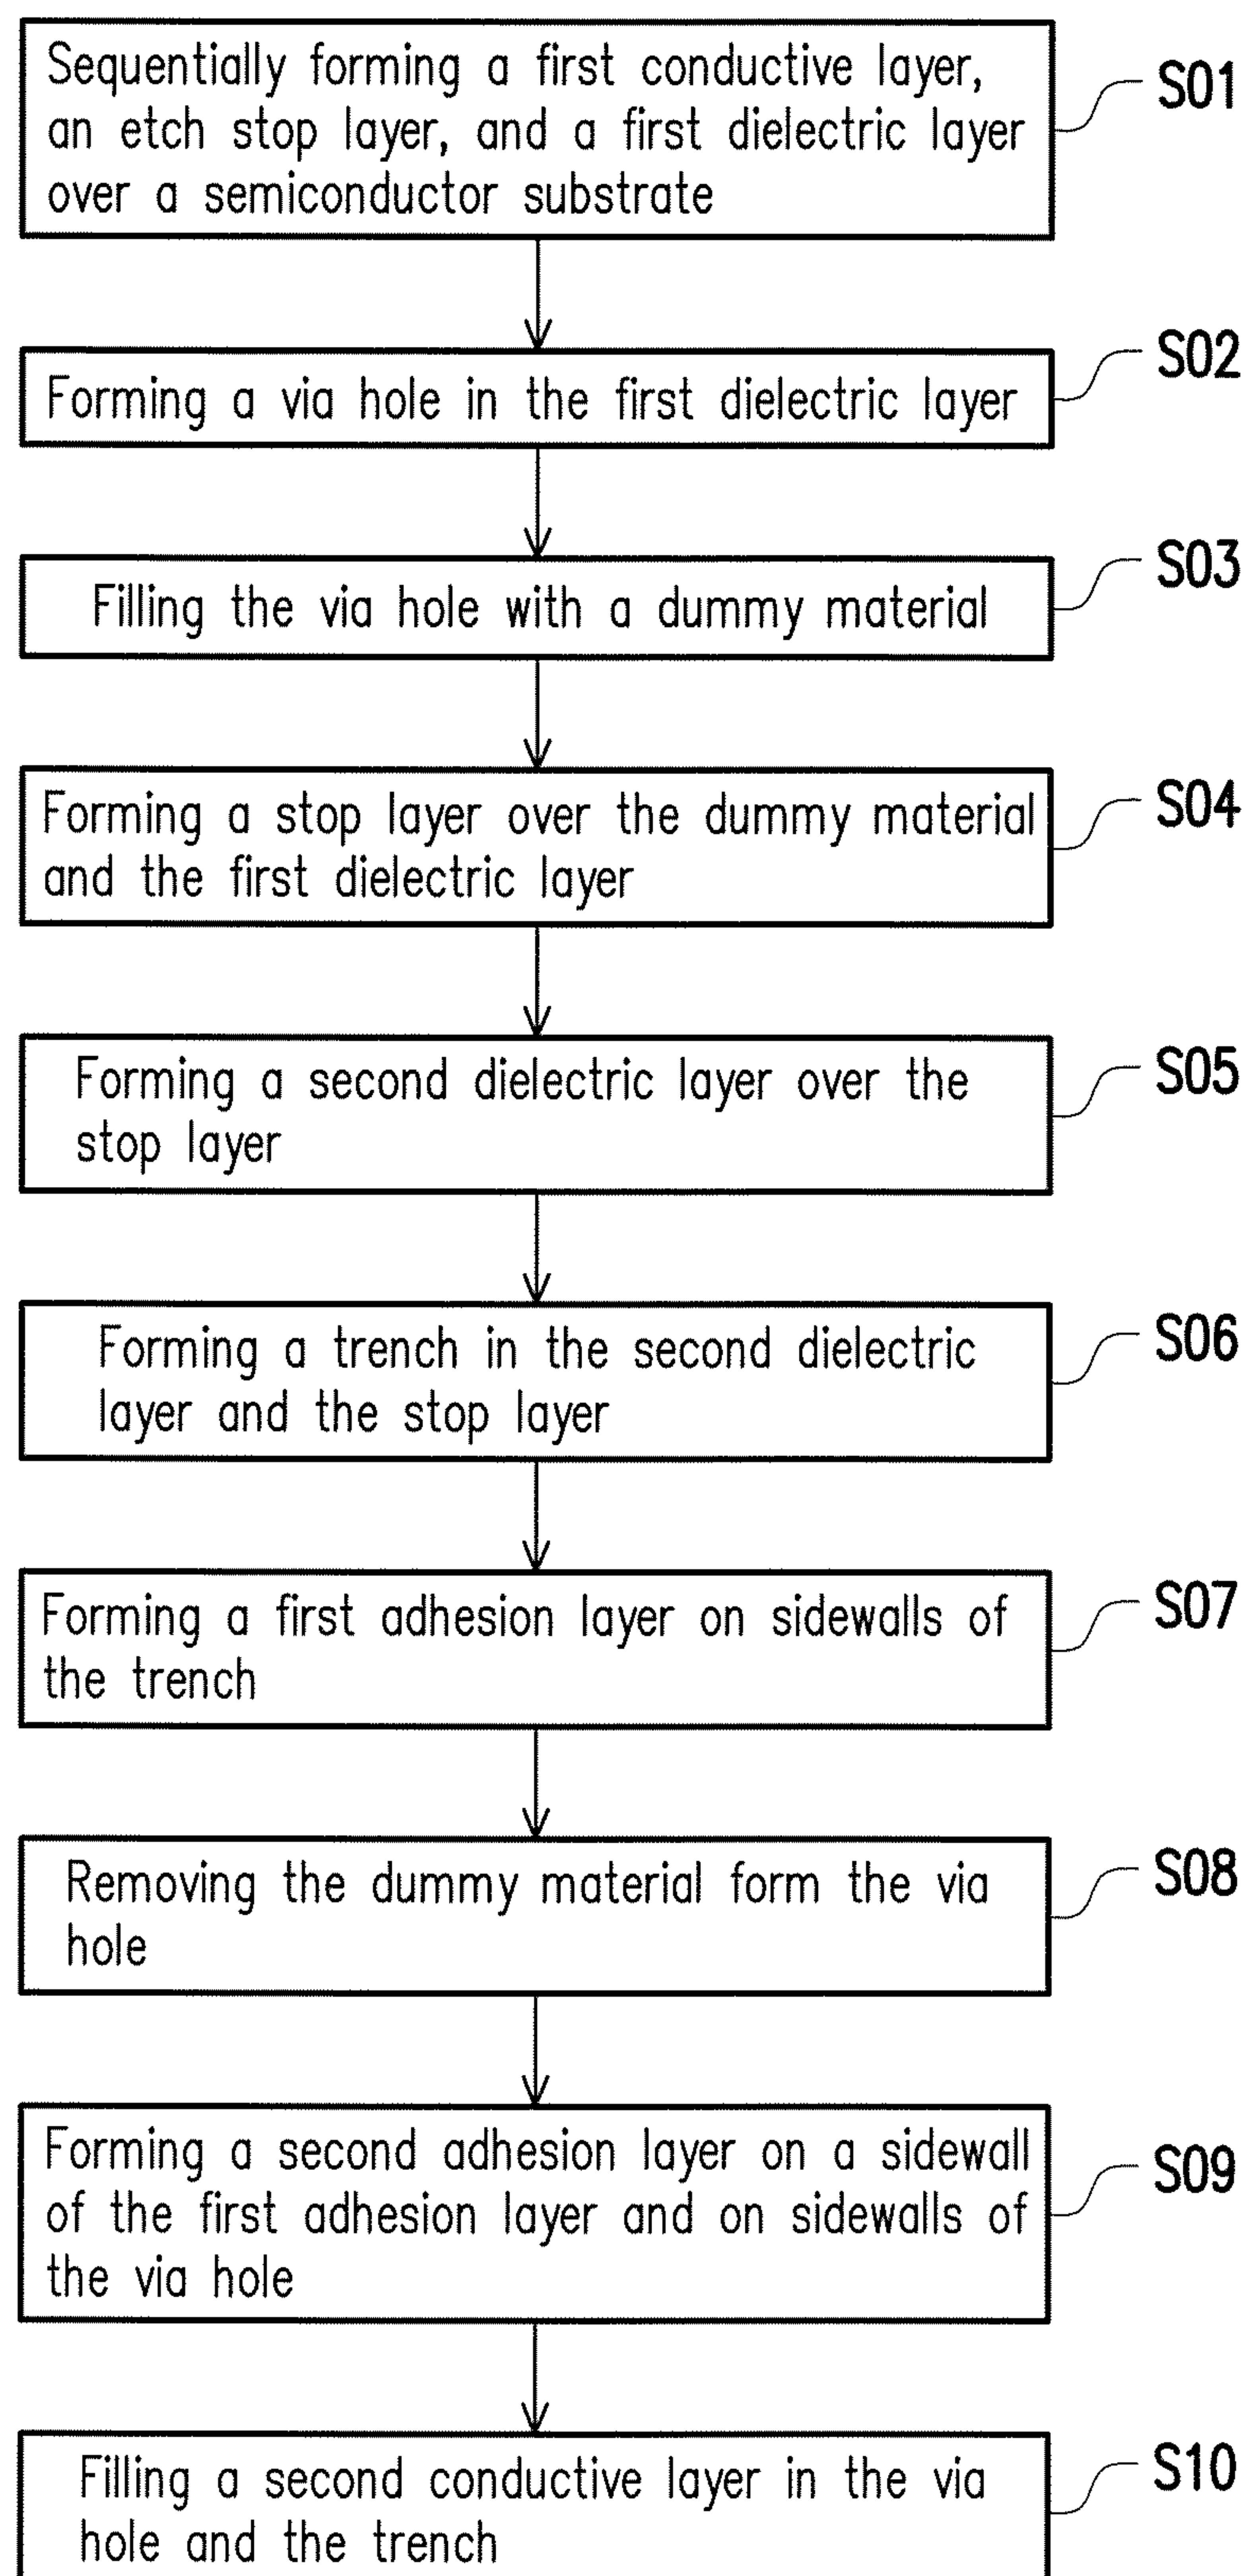 Sequentially forming a first conductive layer,
an etch stop layer, and a first dielectric layer
over a semiconductor substrate
S01
Forming a via hole in the first dielectric layer
S02
Filling the via hole with a dummy material
S03
Forming a stop layer over the dummy material
and the first dielectric layer
S04
Forming a second dielectric layer over the
stop layer
S05
Forming a trench in the second dielectric
layer and the stop layer
S06
Forming a first adhesion layer on sidewalls of
the trench
S07
Removing the dummy material form the via
hole
S08
Forming a second adhesion layer on a sidewall
of the first adhesion layer and on sidewalls of
the via hole
S09
Filling a second conductive layer in the via
hole and the trench
S10